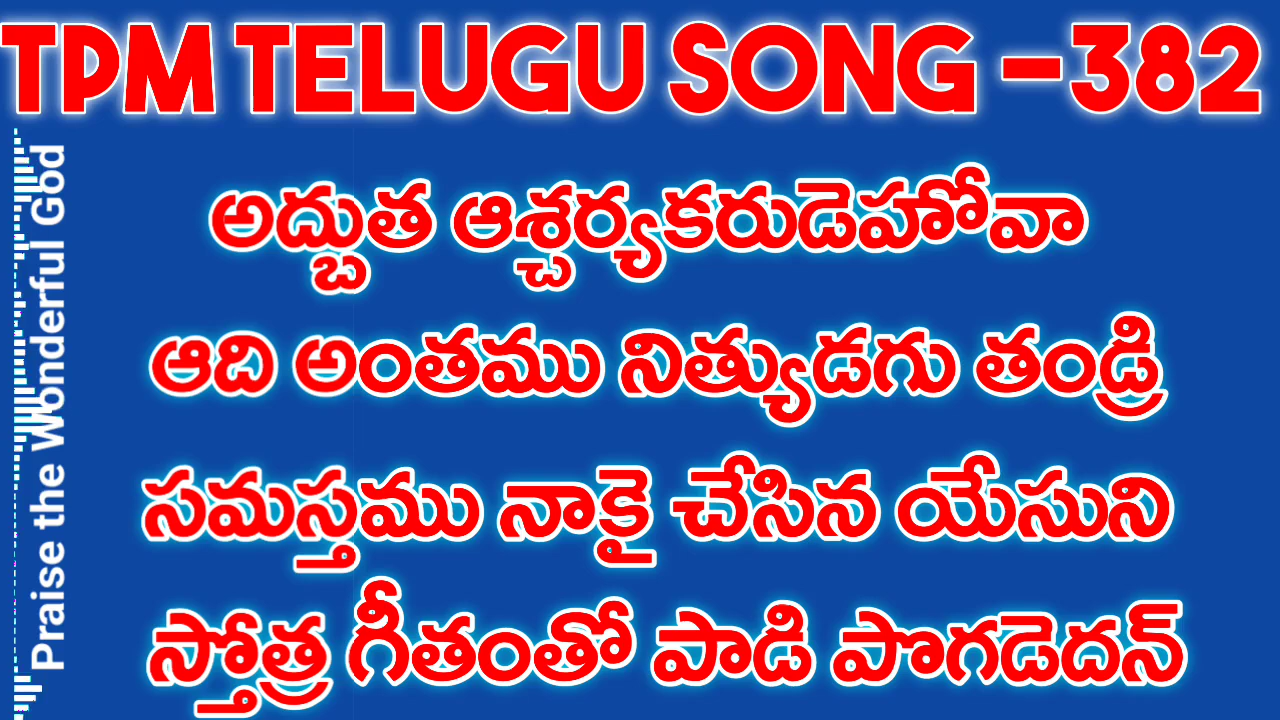 TPM TELUGU SONG -382
Praise the Wonderful God
అద్బుత ఆశ్చర్యకరుడెహోవా
ఆది అంతము నిత్యుడగు తండ్రి
సమస్తము నాకై చేసిన యేసుని
స్తోత్ర గీతంతో పాడి పొగడెదన్